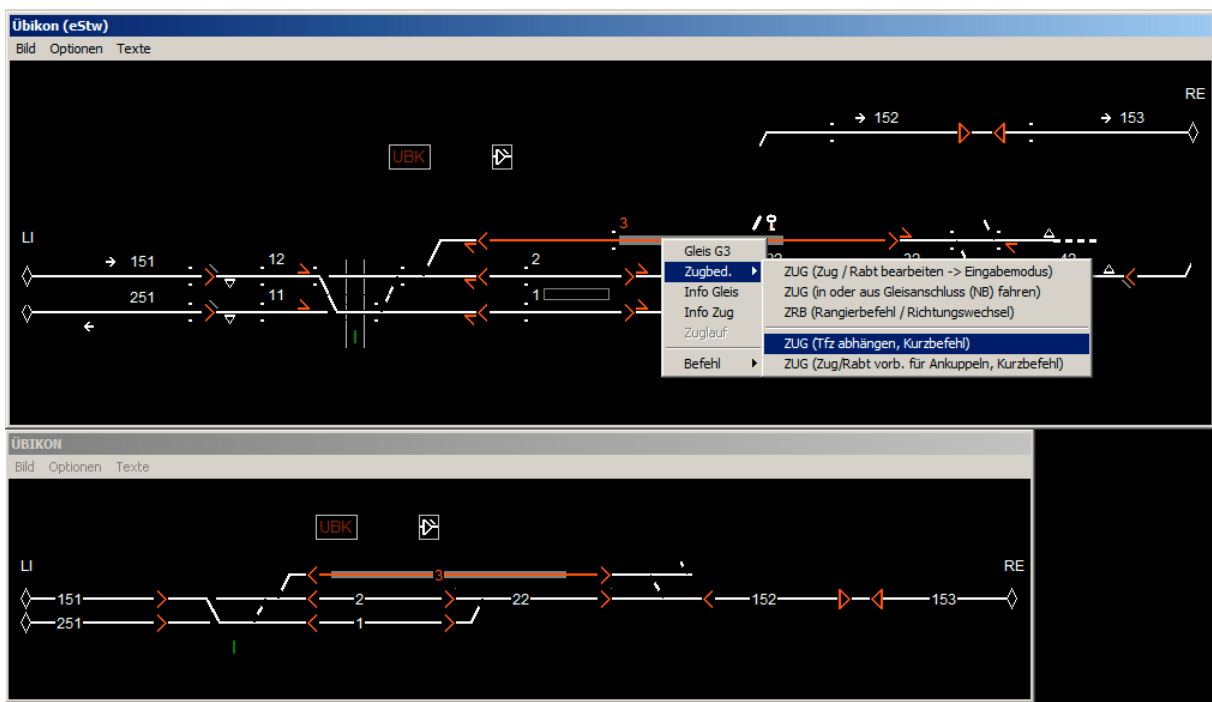 Übikon (eStw)
Bild Optionen Texte
RE
152 153
UBK
3
LI
151 12 2
Gleis G3
Zugbed. ZUG (Zug / Rabt bearbeiten -> Eingabemodus)
251 11 1
Info Gleis ZUG (in oder aus Gleisanschluss (NB) fahren)
Info Zug ZRB (Rangierbefehl / Richtungswechsel)
Zuglauf
ZUG (Tfz abhängen, Kurzbefehl)
Befehl ZUG (Zug/Rabt vorb. für Ankuppeln, Kurzbefehl)
ÜBIKON
Bild Optionen Texte
UBK
LI RE
3
151 2 22 152 153
251 1